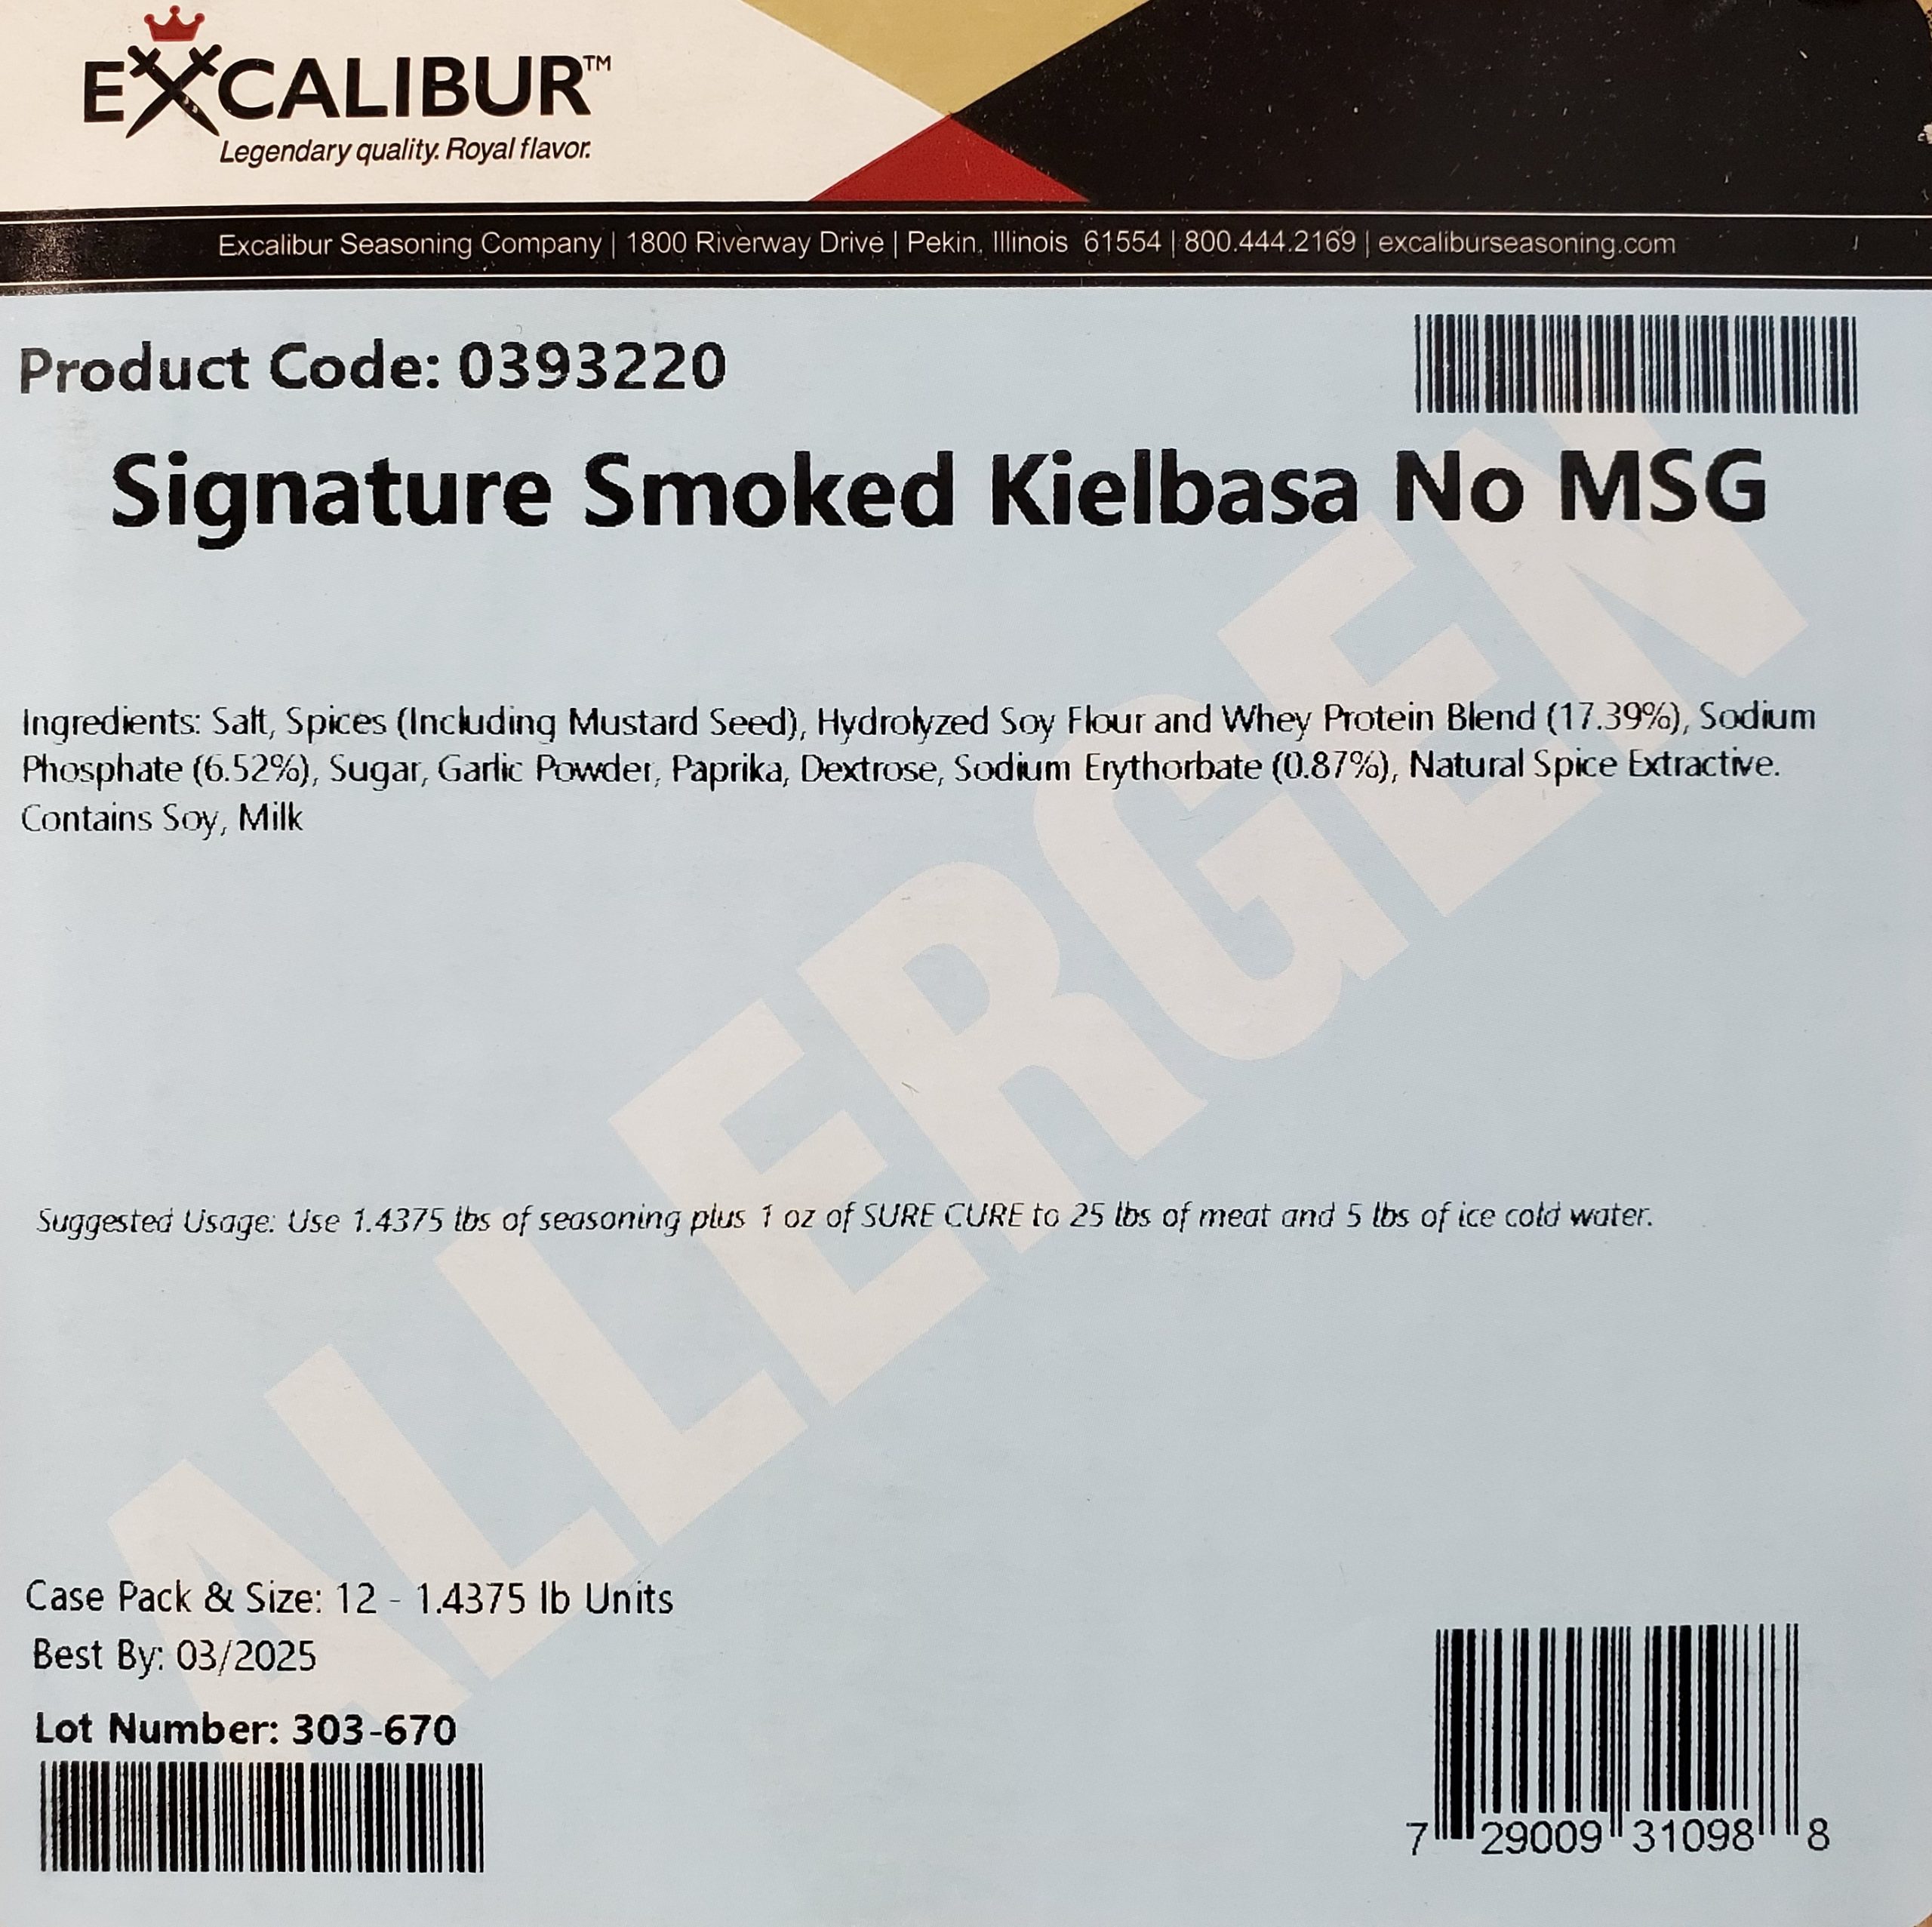 EXCALIBUR™
Legendary quality. Royal flavor.
Excalibur Seasoning Company | 1800 Riverway Drive | Pekin, Illinois 61554 | 800.444.2169 | excaliburseasoning.com
Product Code: 0393220
Signature Smoked Kielbasa No MSG
Ingredients: Salt, Spices (Including Mustard Seed), Hydrolyzed Soy Flour and Whey Protein Blend (17.39%), Sodium
Phosphate (6.52%), Sugar, Garlic Powder, Paprika, Dextrose, Sodium Erythorbate (0.87%), Natural Spice Extractive.
Contains Soy, Milk
ALLERGEN
Suggested Usage: Use 1.4375 lbs of seasoning plus 1 oz of SURE CURE to 25 lbs of meat and 5 lbs of ice cold water.
Case Pack & Size: 12 - 1.4375 lb Units
Best By: 03/2025
Lot Number: 303-670
7 29009 31098 8